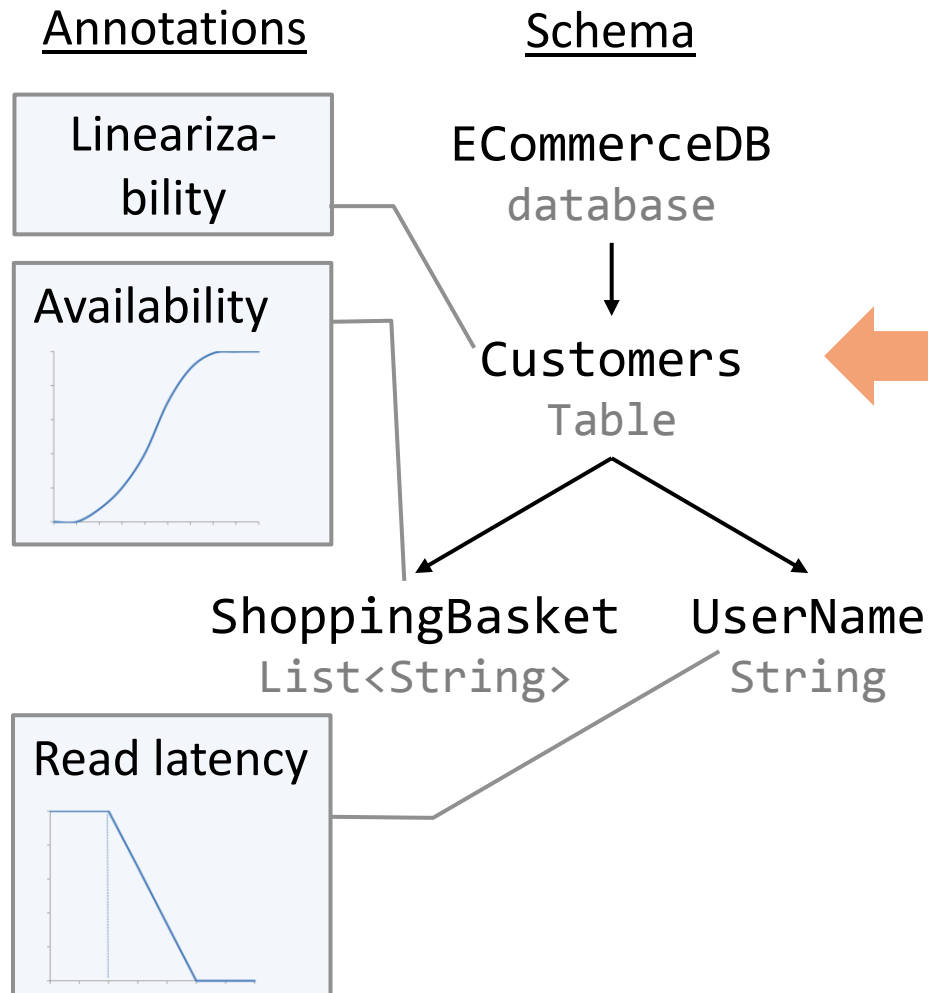 Annotations
Schema
Lineariza-
bility
ECommerceDB
database
Availability
Customers
Table
ShoppingBasket
List<String>
UserName
String
Read latency